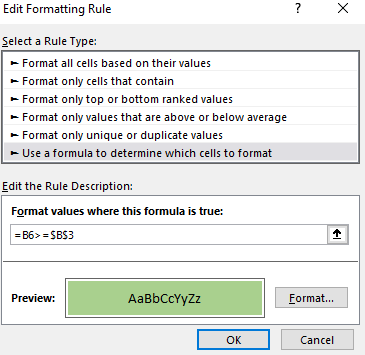 Edit Formatting Rule
?
Select a Rule Type:
► Format all cells based on their values
► Format only cells that contain
► Format only top or bottom ranked values
► Format only values that are above or below average
► Format only unique or duplicate values
► Use a formula to determine which cells to format
Edit the Rule Description:
Format values where this formula is true:
=B6>=$B$3
Preview: AaBbCcYyZz Format...
OK Cancel